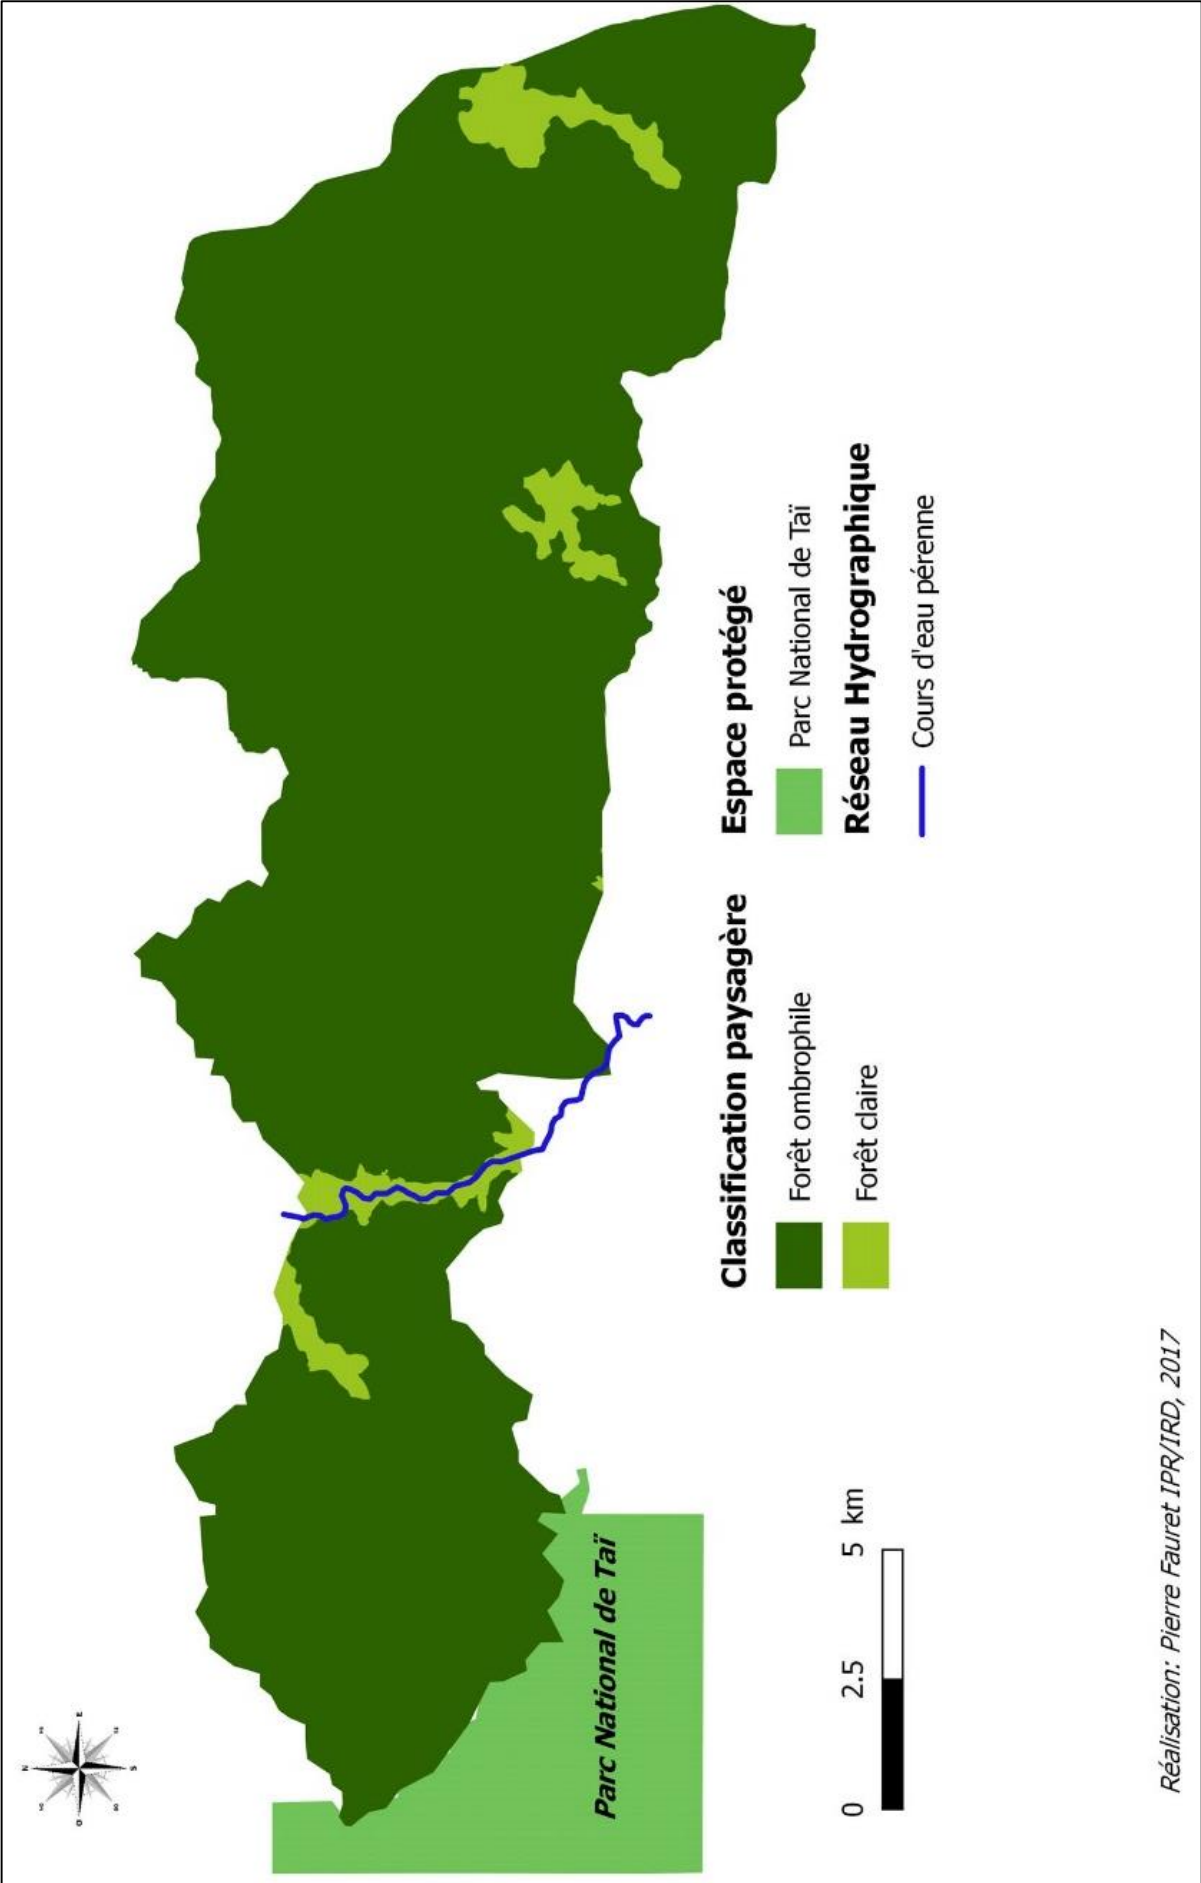 N
O
E
S
Parc National de Taï
Classification paysagère
Forêt ombrophile
Forêt claire
Espace protégé
Parc National de Taï
Réseau Hydrographique
Cours d'eau pérenne
0 2.5 5 km
Réalisation: Pierre Fauret IPR/IRD, 2017